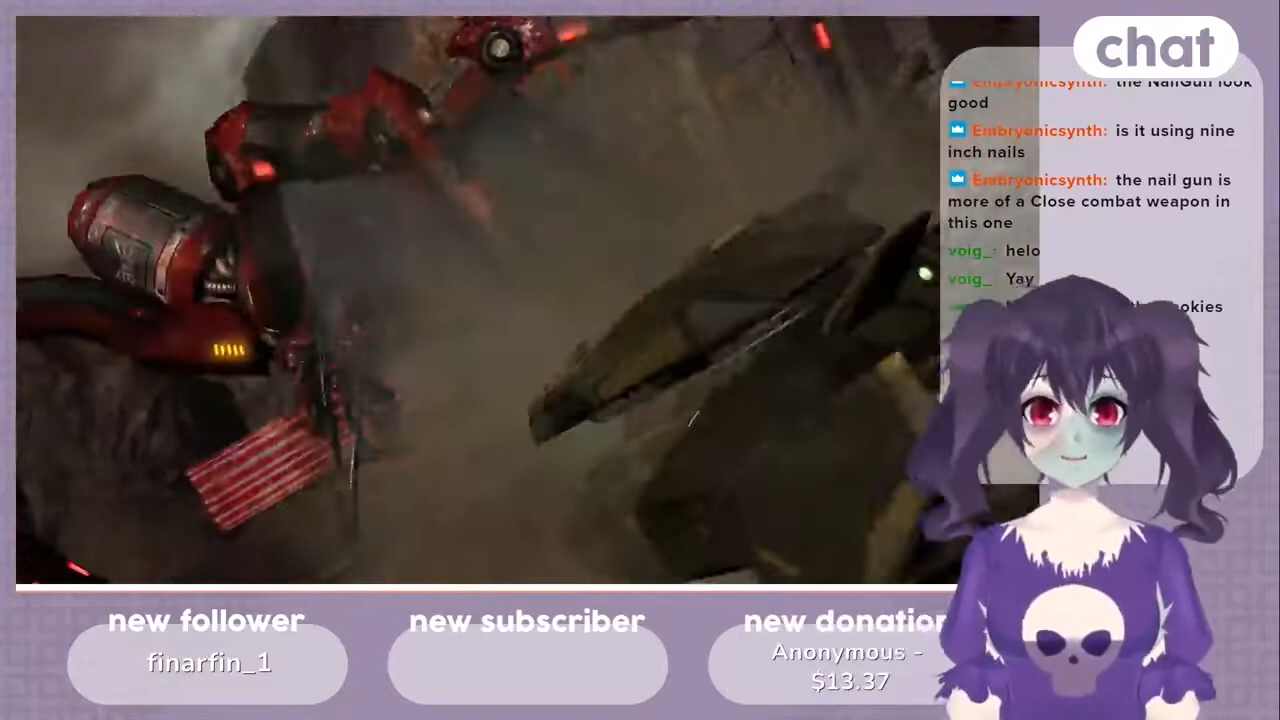 chat
Embryonicsynth: the NailGun look
good
Embryonicsynth: is it using nine
inch nails
Embryonicsynth: the nail gun is
more of a Close combat weapon in
this one
voig_: helo
voig_ Yay
new follower
finarfin_1
new subscriber
new donation
Anonymous -
$13.37